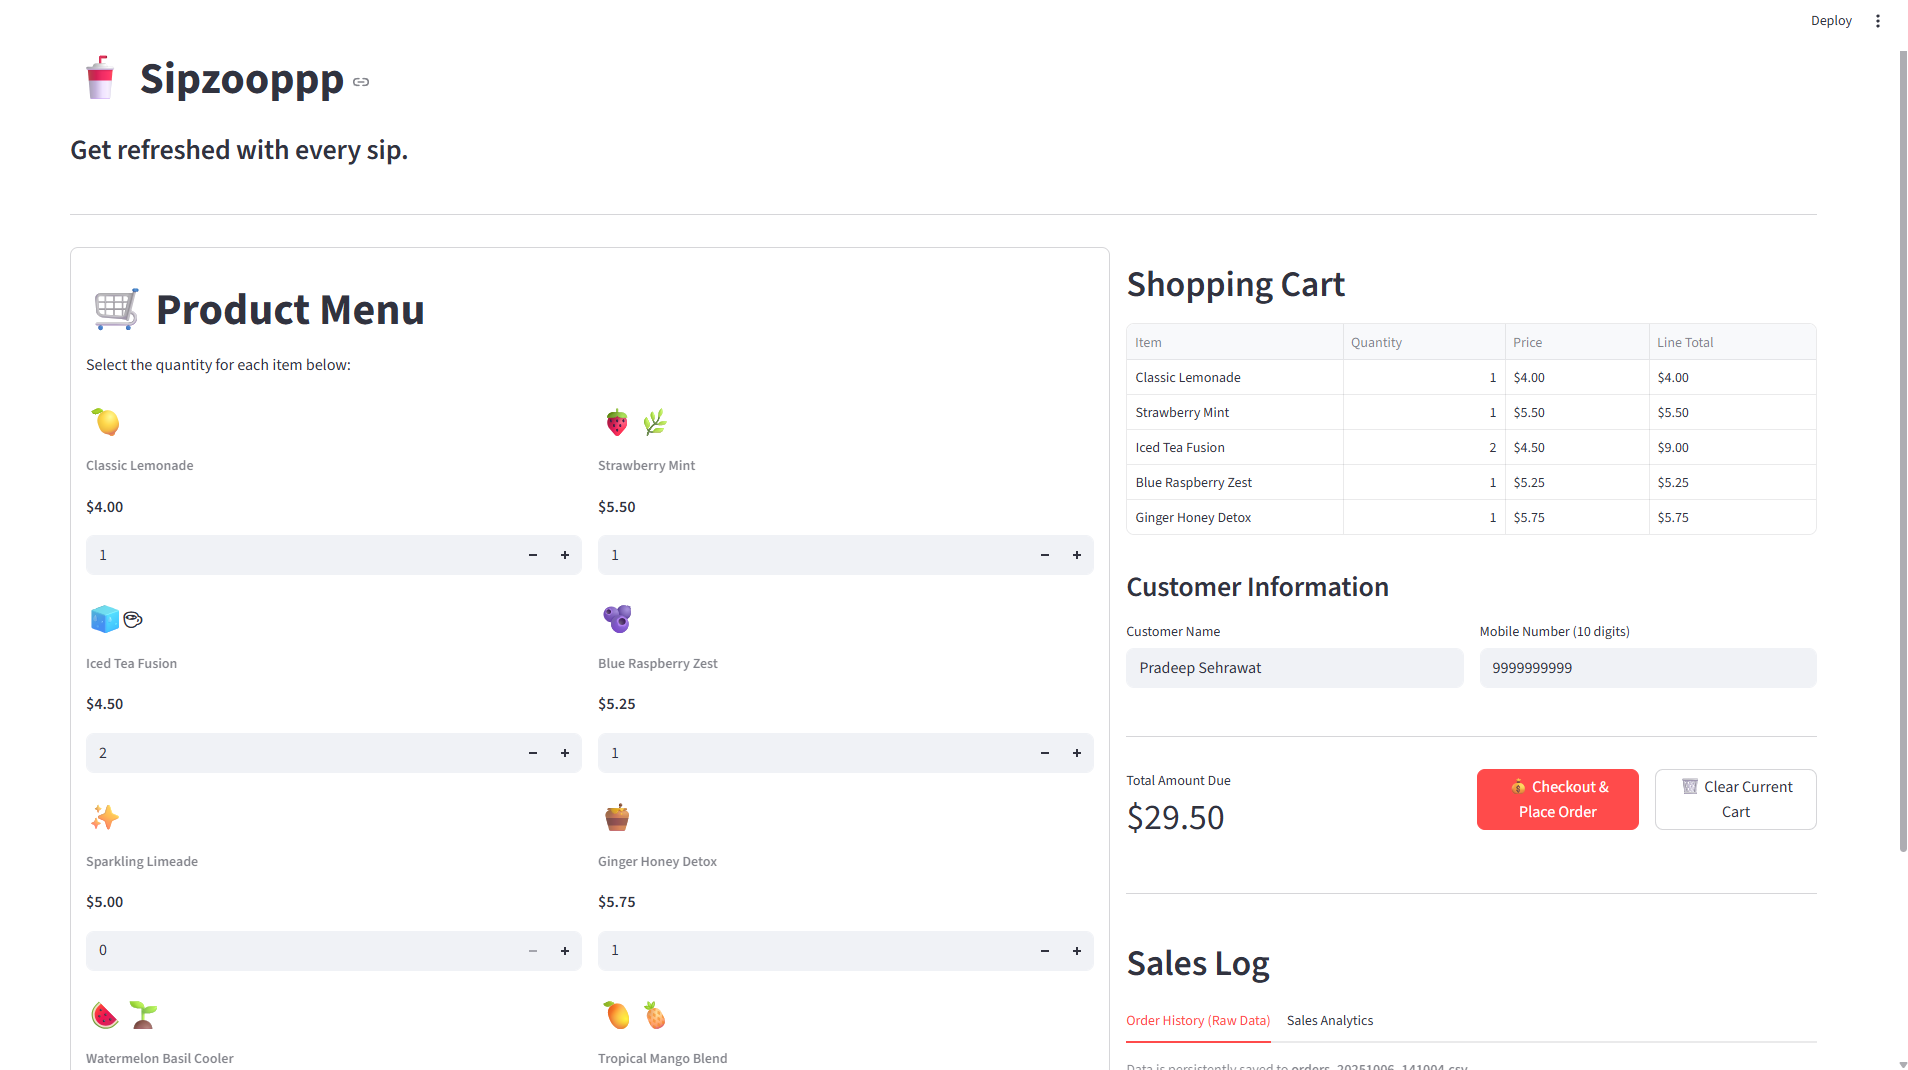 Deploy
Sipzooppp
Get refreshed with every sip.
Product Menu
Select the quantity for each item below:
Classic Lemonade
$4.00
1
Strawberry Mint
$5.50
1
Iced Tea Fusion
$4.50
2
Blue Raspberry Zest
$5.25
1
Sparkling Limeade
$5.00
0
Ginger Honey Detox
$5.75
1
Watermelon Basil Cooler
Tropical Mango Blend
Shopping Cart
Item Quantity Price Line Total
Classic Lemonade 1 $4.00 $4.00
Strawberry Mint 1 $5.50 $5.50
Iced Tea Fusion 2 $4.50 $9.00
Blue Raspberry Zest 1 $5.25 $5.25
Ginger Honey Detox 1 $5.75 $5.75
Customer Information
Customer Name
Pradeep Sehrawat
Mobile Number (10 digits)
9999999999
Total Amount Due
$29.50
Checkout &
Place Order
Clear Current
Cart
Sales Log
Order History (Raw Data) Sales Analytics
Data is persistently saved to orders_20251006_141004.csv